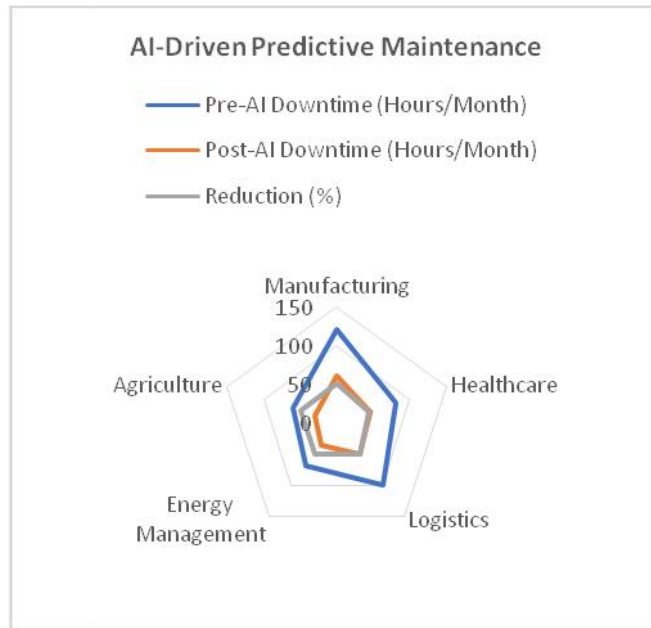 AI-Driven Predictive Maintenance
Pre-AI Downtime (Hours/Month)
Post-AI Downtime (Hours/Month)
Reduction (%)
Manufacturing
150
100
50
0
Agriculture
Healthcare
Energy
Management
Logistics